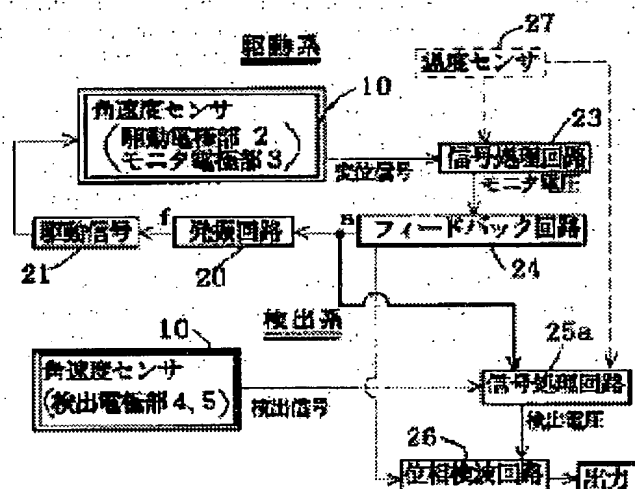 駆動系
27
温度センサ
10
角速度センサ
(駆動電極部 2
モニタ電極部 3)
変位信号
23
信号処理回路
モニタ電圧
駆動信号
f
発振回路
a
フィードバック回路
21
20
24
検出系
10
角速度センサ
(検出電極部 4, 5)
検出信号
25a
信号処理回路
検出電圧
26
位相検波回路
出力